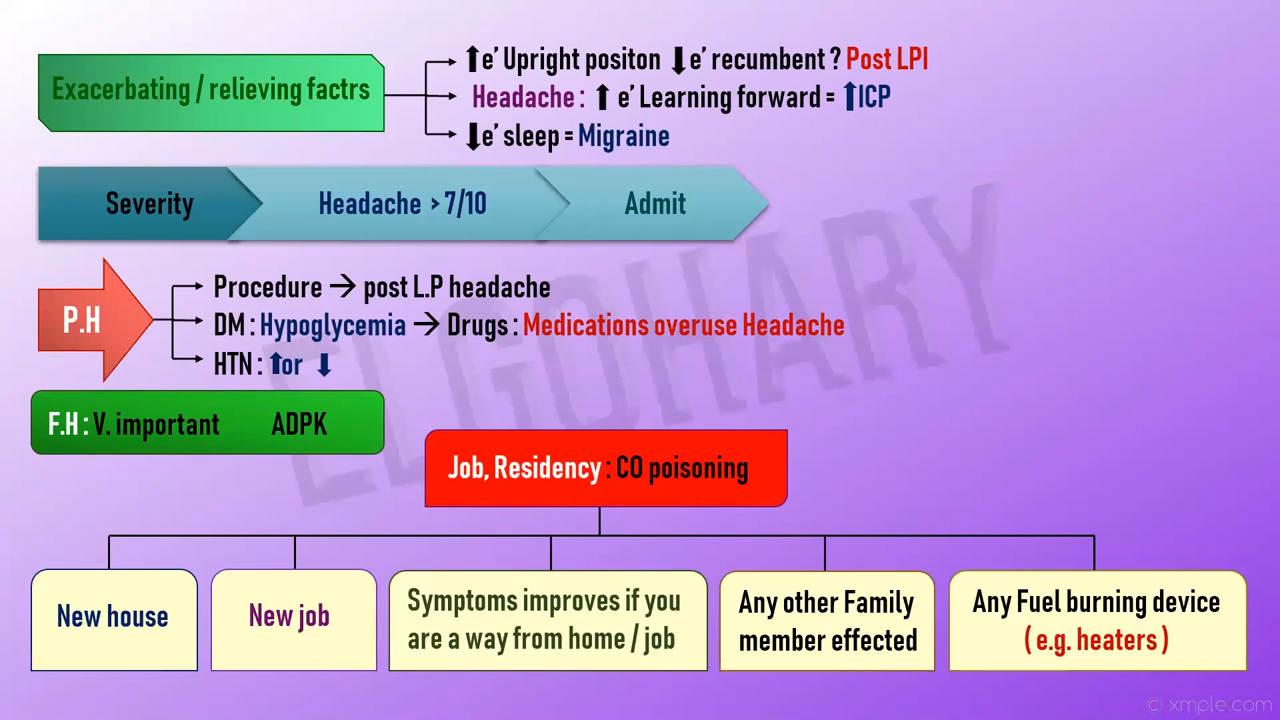 Exacerbating / relieving factrs
⬆e’ Upright positon ⬇e’ recumbent ? Post LPI
Headache : ⬆ e’ Learning forward = ⬆ICP
⬇e’ sleep = Migraine
Severity
Headache > 7/10
Admit
P.H
Procedure → post L.P headache
DM : Hypoglycemia → Drugs : Medications overuse Headache
HTN : ⬆or ⬇
F.H : V. important ADPK
ELGOHARY
Job, Residency : CO poisoning
New house
New job
Symptoms improves if you
are a way from home / job
Any other Family
member effected
Any Fuel burning device
( e.g. heaters )
© xmple.com